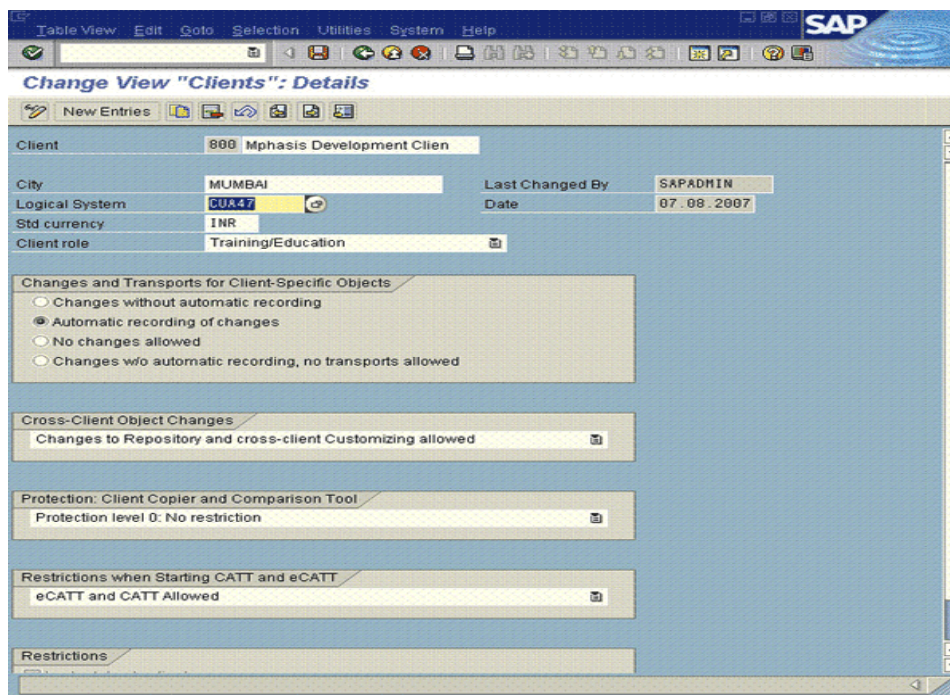 Table View Edit Goto Selection Utilities System Help
SAP
Change View "Clients": Details
New Entries
Client 800 Mphasis Development Clien
City MUMBAI Last Changed By SAPADMIN
Logical System CUA47 Date 07.08.2007
Std currency INR
Client role Training/Education
Changes and Transports for Client-Specific Objects
Changes without automatic recording
Automatic recording of changes
No changes allowed
Changes w/o automatic recording, no transports allowed
Cross-Client Object Changes
Changes to Repository and cross-client Customizing allowed
Protection: Client Copier and Comparison Tool
Protection level 0: No restriction
Restrictions when Starting CATT and eCATT
eCATT and CATT Allowed
Restrictions